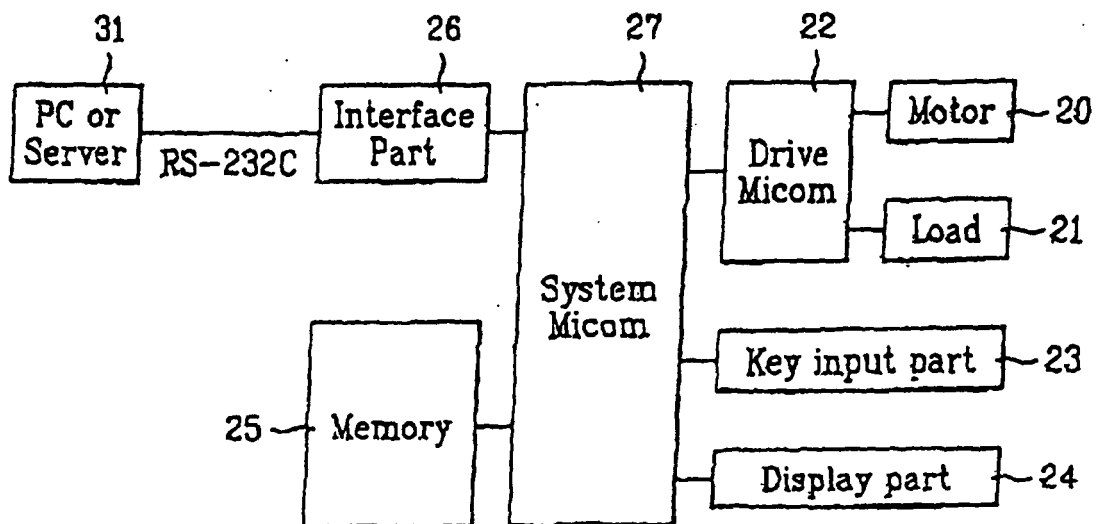 31
26
27
22
PC or
Server
RS-232C
Interface
Part
System
Micom
Drive
Micom
Motor
20
Load
21
Key input part
23
25
Memory
Display part
24